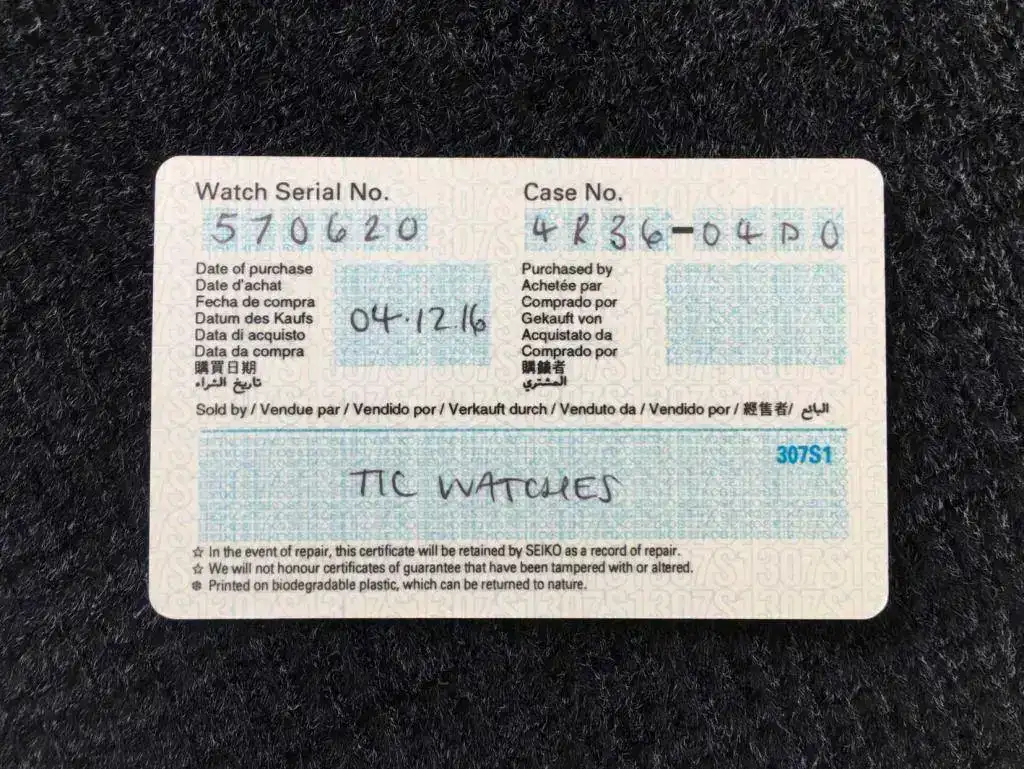 Watch Serial No. Case No.
570620 4R36-04D0
Date of purchase
Date d'achat
Fecha de compra
Datum des Kaufs
Data di acquisto
Data da compra
購買日期
تاريخ الشراء
04.12.16
Purchased by
Achetée par
Comprado por
Gekauft von
Acquistato da
Comprado por
購買者
المشتري
Sold by / Vendue par / Vendido por / Verkauft durch / Venduto da / Vendido por / 經售者/ البائع
307S1
TIC WATCHES
☆ In the event of repair, this certificate will be retained by SEIKO as a record of repair.
☆ We will not honour certificates of guarantee that have been tampered with or altered.
❄ Printed on biodegradable plastic, which can be returned to nature.